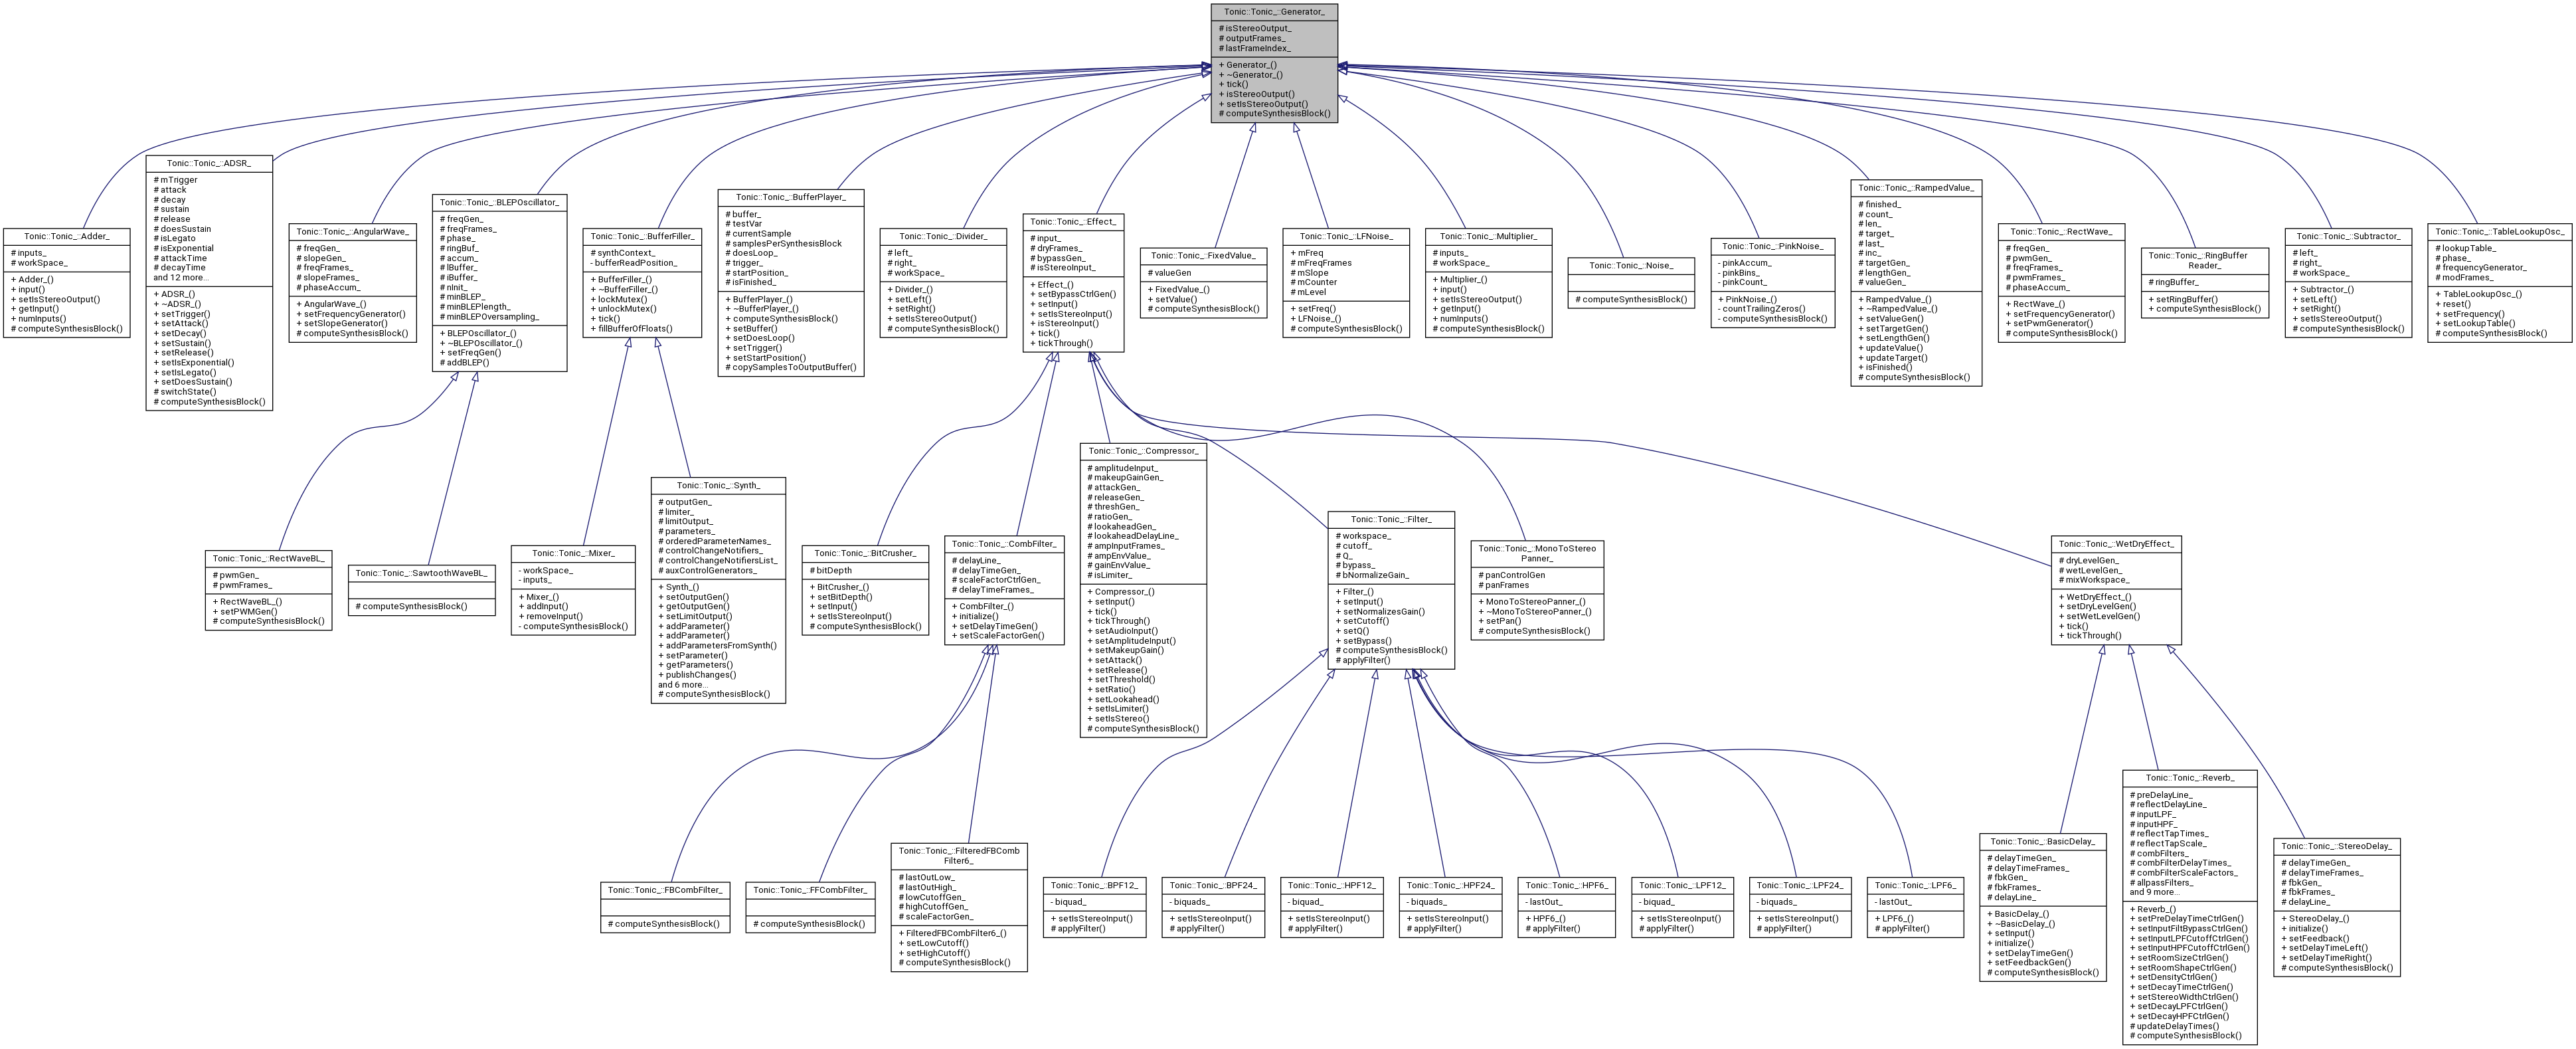 Tonic::Tonic_::Generator_
# isStereoOutput_
# outputFrames_
# lastFrameIndex_
+ Generator_()
+ ~Generator_()
+ tick()
+ isStereoOutput()
+ setIsStereoOutput()
# computeSynthesisBlock()
Tonic::Tonic_::Adder_
# inputs_
# workSpace_
+ Adder_()
+ input()
+ setIsStereoOutput()
+ getInput()
+ numInputs()
# computeSynthesisBlock()
Tonic::Tonic_::ADSR_
# mTrigger
# attack
# decay
# sustain
# release
# doesSustain
# isLegato
# isExponential
# attackTime
# decayTime
and 12 more...
+ ADSR_()
+ ~ADSR_()
+ setTrigger()
+ setAttack()
+ setDecay()
+ setSustain()
+ setRelease()
+ setIsExponential()
+ setIsLegato()
+ setDoesSustain()
# switchState()
# computeSynthesisBlock()
Tonic::Tonic_::AngularWave_
# freqGen_
# slopeGen_
# freqFrames_
# slopeFrames_
# phaseAccum_
+ AngularWave_()
+ setFrequencyGenerator()
+ setSlopeGenerator()
# computeSynthesisBlock()
Tonic::Tonic_::BLEPOscillator_
# freqGen_
# freqFrames_
# phase_
# ringBuf_
# accum_
# lBuffer_
# iBuffer_
# nInit_
# minBLEP_
# minBLEPlength_
# minBLEPOversampling_
+ BLEPOscillator_()
+ ~BLEPOscillator_()
+ setFreqGen()
# addBLEP()
Tonic::Tonic_::BufferFiller_
# synthContext_
- bufferReadPosition_
+ BufferFiller_()
+ ~BufferFiller_()
+ lockMutex()
+ unlockMutex()
+ tick()
+ fillBufferOfFloats()
Tonic::Tonic_::BufferPlayer_
# buffer_
# testVar
# currentSample
# samplesPerSynthesisBlock
# doesLoop_
# trigger_
# startPosition_
# isFinished_
+ BufferPlayer_()
+ ~BufferPlayer_()
+ computeSynthesisBlock()
+ setBuffer()
+ setDoesLoop()
+ setTrigger()
+ setStartPosition()
# copySamplesToOutputBuffer()
Tonic::Tonic_::Divider_
# left_
# right_
# workSpace_
+ Divider_()
+ setLeft()
+ setRight()
+ setIsStereoOutput()
# computeSynthesisBlock()
Tonic::Tonic_::Effect_
# input_
# dryFrames_
# bypassGen_
# isStereoInput_
+ Effect_()
+ setBypassCtrlGen()
+ setInput()
+ setIsStereoInput()
+ isStereoInput()
+ tick()
+ tickThrough()
Tonic::Tonic_::FixedValue_
# valueGen
+ FixedValue_()
+ setValue()
# computeSynthesisBlock()
Tonic::Tonic_::LFNoise_
+ mFreq
# mFreqFrames
# mSlope
# mCounter
# mLevel
+ setFreq()
+ LFNoise_()
# computeSynthesisBlock()
Tonic::Tonic_::Multiplier_
# inputs_
# workSpace_
+ Multiplier_()
+ input()
+ setIsStereoOutput()
+ getInput()
+ numInputs()
# computeSynthesisBlock()
Tonic::Tonic_::Noise_
# computeSynthesisBlock()
Tonic::Tonic_::PinkNoise_
- pinkAccum_
- pinkBins_
- pinkCount_
+ PinkNoise_()
- countTrailingZeros()
- computeSynthesisBlock()
Tonic::Tonic_::RampedValue_
# finished_
# count_
# len_
# target_
# last_
# inc_
# targetGen_
# lengthGen_
# valueGen_
+ RampedValue_()
+ ~RampedValue_()
+ setValueGen()
+ setTargetGen()
+ setLengthGen()
+ updateValue()
+ updateTarget()
+ isFinished()
# computeSynthesisBlock()
Tonic::Tonic_::RectWave_
# freqGen_
# pwmGen_
# freqFrames_
# pwmFrames_
# phaseAccum_
+ RectWave_()
+ setFrequencyGenerator()
+ setPwmGenerator()
# computeSynthesisBlock()
Tonic::Tonic_::RingBuffer
Reader_
# ringBuffer_
+ setRingBuffer()
+ computeSynthesisBlock()
Tonic::Tonic_::Subtractor_
# left_
# right_
# workSpace_
+ Subtractor_()
+ setLeft()
+ setRight()
+ setIsStereoOutput()
# computeSynthesisBlock()
Tonic::Tonic_::TableLookupOsc_
# lookupTable_
# phase_
# frequencyGenerator_
# modFrames_
+ TableLookupOsc_()
+ reset()
+ setFrequency()
+ setLookupTable()
# computeSynthesisBlock()
Tonic::Tonic_::RectWaveBL_
# pwmGen_
# pwmFrames_
+ RectWaveBL_()
+ setPWMGen()
# computeSynthesisBlock()
Tonic::Tonic_::SawtoothWaveBL_
# computeSynthesisBlock()
Tonic::Tonic_::Mixer_
- workSpace_
- inputs_
+ Mixer_()
+ addInput()
+ removeInput()
- computeSynthesisBlock()
Tonic::Tonic_::Synth_
# outputGen_
# limiter_
# limitOutput_
# parameters_
# orderedParameterNames_
# controlChangeNotifiers_
# controlChangeNotifiersList_
# auxControlGenerators_
+ Synth_()
+ setOutputGen()
+ getOutputGen()
+ setLimitOutput()
+ addParameter()
+ addParameter()
+ addParametersFromSynth()
+ setParameter()
+ getParameters()
+ publishChanges()
and 6 more...
# computeSynthesisBlock()
Tonic::Tonic_::BitCrusher_
# bitDepth
+ BitCrusher_()
+ setBitDepth()
+ setInput()
+ setIsStereoInput()
# computeSynthesisBlock()
Tonic::Tonic_::CombFilter_
# delayLine_
# delayTimeGen_
# scaleFactorCtrlGen_
# delayTimeFrames_
+ CombFilter_()
+ initialize()
+ setDelayTimeGen()
+ setScaleFactorGen()
Tonic::Tonic_::Compressor_
# amplitudeInput_
# makeupGainGen_
# attackGen_
# releaseGen_
# threshGen_
# ratioGen_
# lookaheadGen_
# lookaheadDelayLine_
# ampInputFrames_
# ampEnvValue_
# gainEnvValue_
# isLimiter_
+ Compressor_()
+ setInput()
+ tick()
+ tickThrough()
+ setAudioInput()
+ setAmplitudeInput()
+ setMakeupGain()
+ setAttack()
+ setRelease()
+ setThreshold()
+ setRatio()
+ setLookahead()
+ setIsLimiter()
+ setIsStereo()
# computeSynthesisBlock()
Tonic::Tonic_::Filter_
# workspace_
# cutoff_
# Q_
# bypass_
# bNormalizeGain_
+ Filter_()
+ setInput()
+ setNormalizesGain()
+ setCutoff()
+ setQ()
+ setBypass()
# computeSynthesisBlock()
# applyFilter()
Tonic::Tonic_::MonoToStereo
Panner_
# panControlGen
# panFrames
+ MonoToStereoPanner_()
+ ~MonoToStereoPanner_()
+ setPan()
# computeSynthesisBlock()
Tonic::Tonic_::WetDryEffect_
# dryLevelGen_
# wetLevelGen_
# mixWorkspace_
+ WetDryEffect_()
+ setDryLevelGen()
+ setWetLevelGen()
+ tick()
+ tickThrough()
Tonic::Tonic_::FBCombFilter_
# computeSynthesisBlock()
Tonic::Tonic_::FFCombFilter_
# computeSynthesisBlock()
Tonic::Tonic_::FilteredFBComb
Filter6_
# lastOutLow_
# lastOutHigh_
# lowCutoffGen_
# highCutoffGen_
# scaleFactorGen_
+ FilteredFBCombFilter6_()
+ setLowCutoff()
+ setHighCutoff()
# computeSynthesisBlock()
Tonic::Tonic_::BPF12_
- biquad_
+ setIsStereoInput()
# applyFilter()
Tonic::Tonic_::BPF24_
- biquads_
+ setIsStereoInput()
# applyFilter()
Tonic::Tonic_::HPF12_
- biquad_
+ setIsStereoInput()
# applyFilter()
Tonic::Tonic_::HPF24_
- biquads_
+ setIsStereoInput()
# applyFilter()
Tonic::Tonic_::HPF6_
- lastOut_
+ HPF6_()
# applyFilter()
Tonic::Tonic_::LPF12_
- biquad_
+ setIsStereoInput()
# applyFilter()
Tonic::Tonic_::LPF24_
- biquads_
+ setIsStereoInput()
# applyFilter()
Tonic::Tonic_::LPF6_
- lastOut_
+ LPF6_()
# applyFilter()
Tonic::Tonic_::BasicDelay_
# delayTimeGen_
# delayTimeFrames_
# fbkGen_
# fbkFrames_
# delayLine_
+ BasicDelay_()
+ ~BasicDelay_()
+ setInput()
+ initialize()
+ setDelayTimeGen()
+ setFeedbackGen()
# computeSynthesisBlock()
Tonic::Tonic_::Reverb_
# preDelayLine_
# reflectDelayLine_
# inputLPF_
# inputHPF_
# reflectTapTimes_
# reflectTapScale_
# combFilters_
# combFilterDelayTimes_
# combFilterScaleFactors_
# allpassFilters_
and 9 more...
+ Reverb_()
+ setPreDelayTimeCtrlGen()
+ setInputFiltBypassCtrlGen()
+ setInputLPFCutoffCtrlGen()
+ setInputHPFCutoffCtrlGen()
+ setRoomSizeCtrlGen()
+ setRoomShapeCtrlGen()
+ setDensityCtrlGen()
+ setDecayTimeCtrlGen()
+ setStereoWidthCtrlGen()
+ setDecayLPFCtrlGen()
+ setDecayHPFCtrlGen()
# updateDelayTimes()
# computeSynthesisBlock()
Tonic::Tonic_::StereoDelay_
# delayTimeGen_
# delayTimeFrames_
# fbkGen_
# fbkFrames_
# delayLine_
+ StereoDelay_()
+ initialize()
+ setFeedback()
+ setDelayTimeLeft()
+ setDelayTimeRight()
# computeSynthesisBlock()